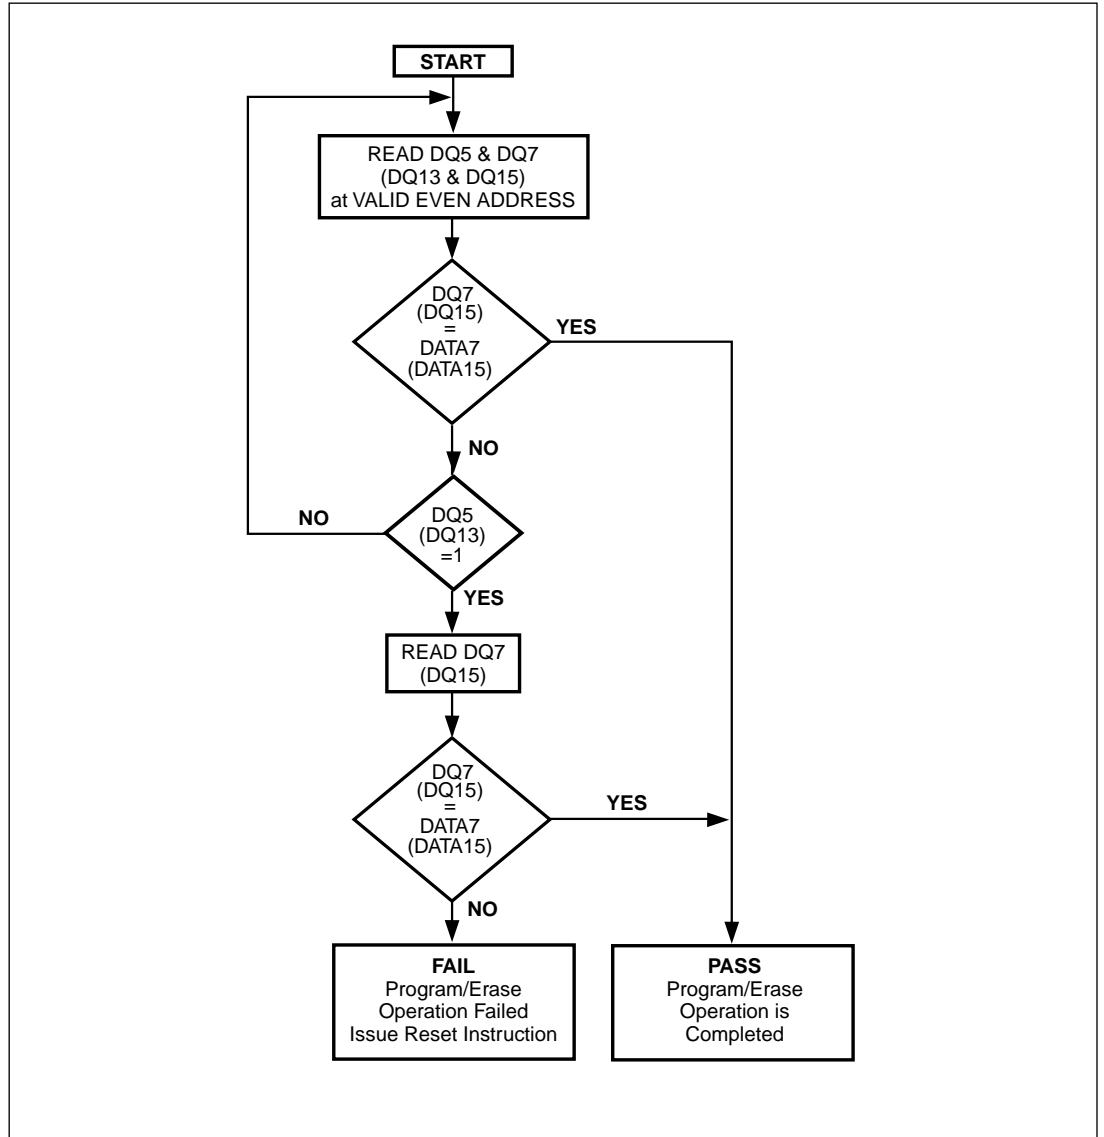 START
READ DQ5 & DQ7
(DQ13 & DQ15)
at VALID EVEN ADDRESS
DQ7
(DQ15)
=
DATA7
(DATA15)
YES
NO
DQ5
(DQ13)
=1
NO
YES
READ DQ7
(DQ15)
DQ7
(DQ15)
=
DATA7
(DATA15)
YES
NO
FAIL
Program/Erase
Operation Failed
Issue Reset Instruction
PASS
Program/Erase
Operation is
Completed